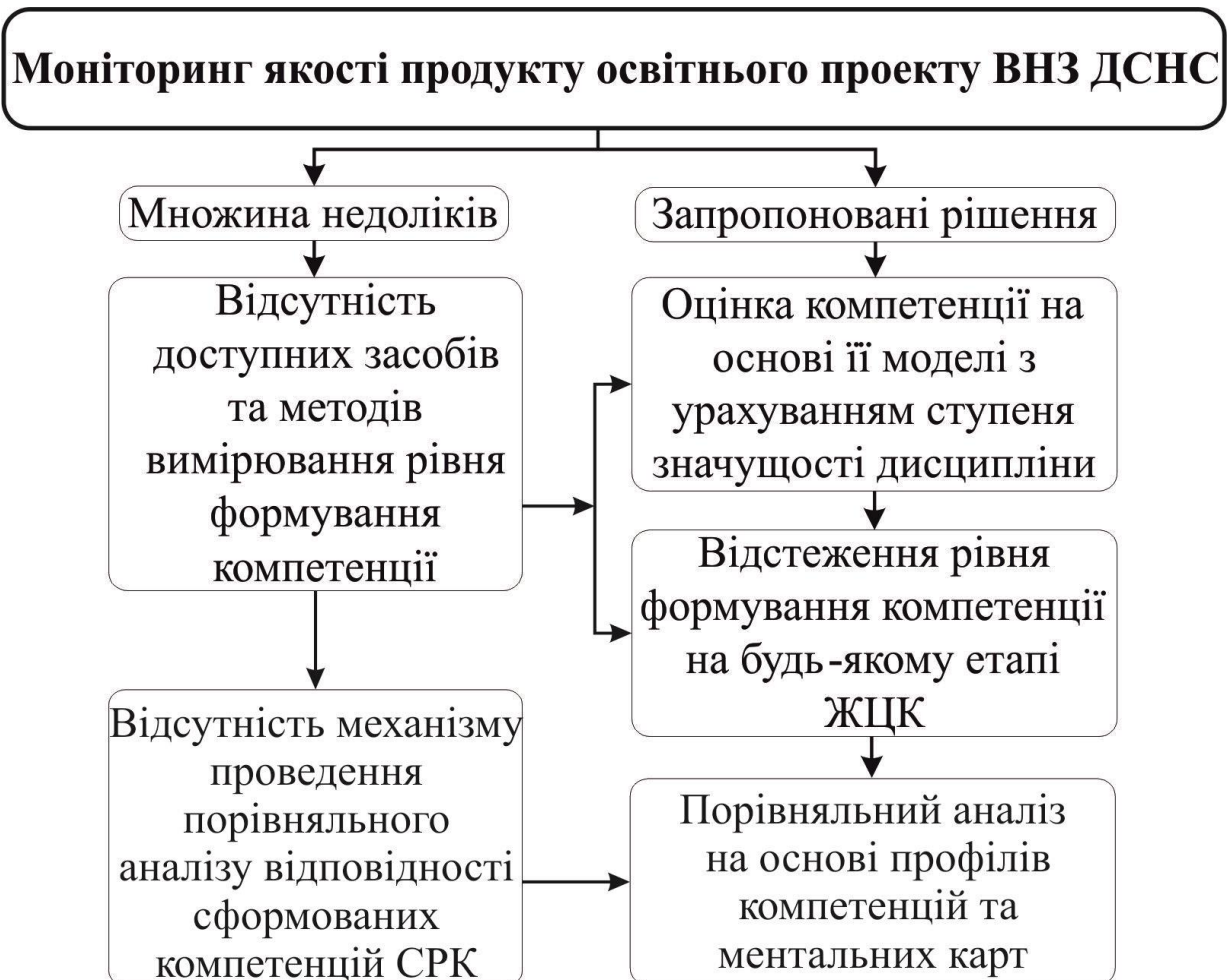 Моніторинг якості продукту освітнього проекту ВНЗ ДСНС
Множина недоліків
Відсутність
доступних засобів
та методів
вимірювання рівня
формування
компетенції
Відсутність механізму
проведення
порівняльного
аналізу відповідності
сформованих
компетенцій СРК
Запропоновані рішення
Оцінка компетенції на
основі її моделі з
урахуванням ступеня
значущості дисципліни
Відстеження рівня
формування компетенції
на будь-якому етапі
ЖЦК
Порівняльний аналіз
на основі профілів
компетенцій та
ментальних карт